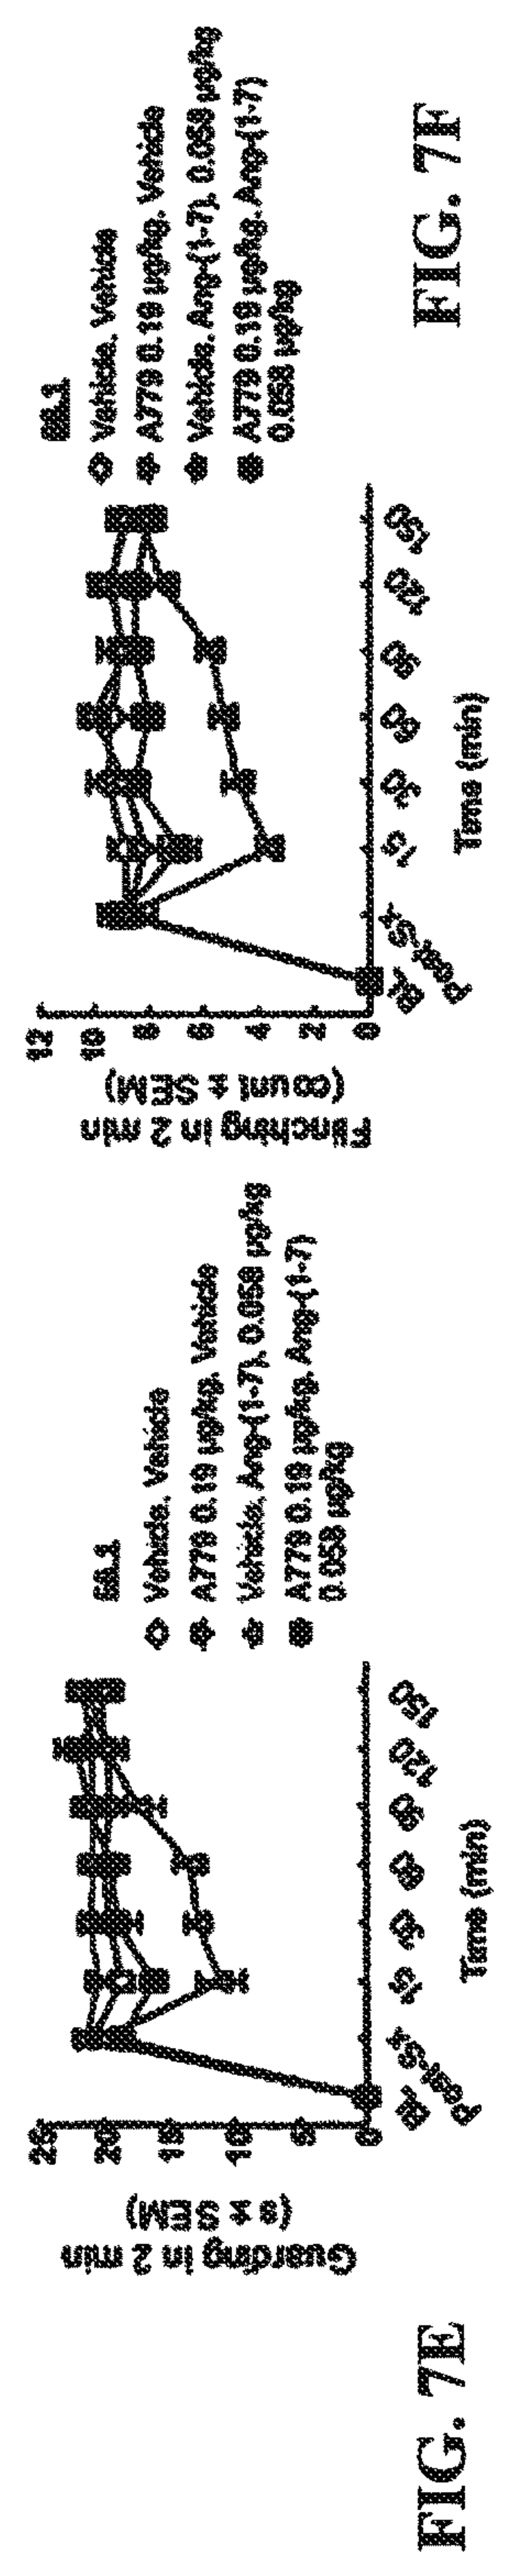 Guarding in 2 min
(s ± SEM)
25
20
15
10
5
0
BL
Post-Sx
15
30
60
90
120
150
Time (min)
66.1
Vehicle, Vehicle
A779 0.19 µg/kg, Vehicle
Vehicle, Ang-(1-7), 0.058 µg/kg
A779 0.19 µg/kg, Ang-(1-7)
0.058 µg/kg
FIG. 7E
Flinching in 2 min
(count ± SEM)
12
10
8
6
4
2
0
BL
Post-Sx
15
30
60
90
120
150
Time (min)
Vehicle, Vehicle
A779 0.19 µg/kg, Vehicle
Vehicle, Ang-(1-7), 0.058 µg/kg
A779 0.19 µg/kg, Ang-(1-7)
0.058 µg/kg
FIG. 7F